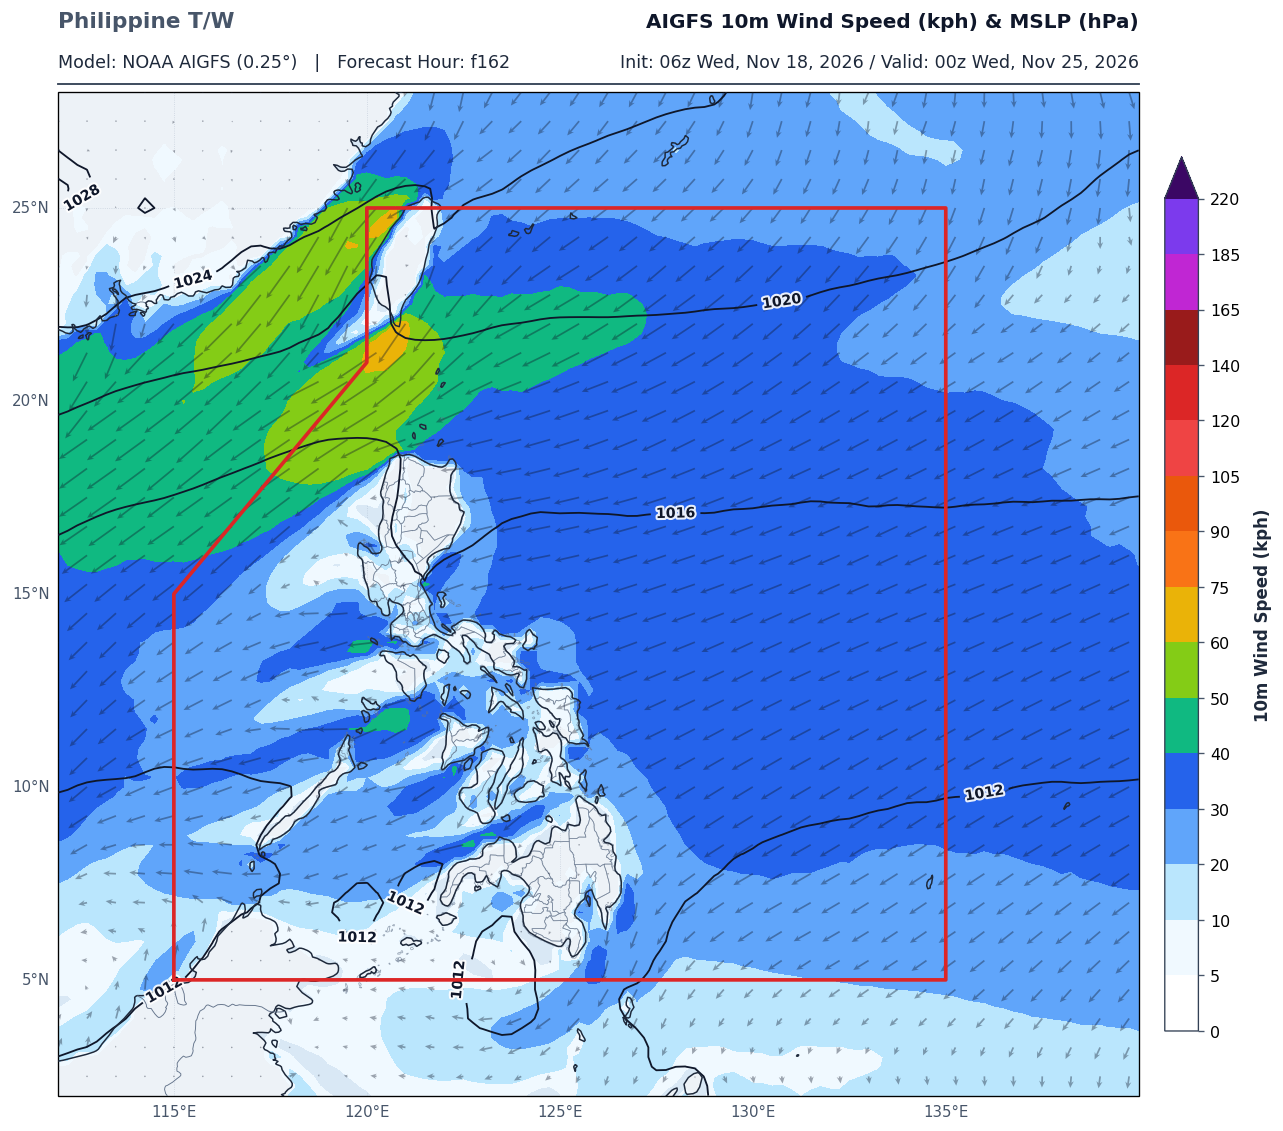 Philippine T/W
AIGFS 10m Wind Speed (kph) & MSLP (hPa)
Model: NOAA AIGFS (0.25°) | Forecast Hour: f162
Init: 06z Wed, Nov 18, 2026 / Valid: 00z Wed, Nov 25, 2026
1028
1024
1020
1016
1012
1012
1012
1012
1012
25°N
20°N
15°N
10°N
5°N
115°E
120°E
125°E
130°E
135°E
220
185
165
140
120
105
90
75
60
50
40
30
20
10
5
0
10m Wind Speed (kph)